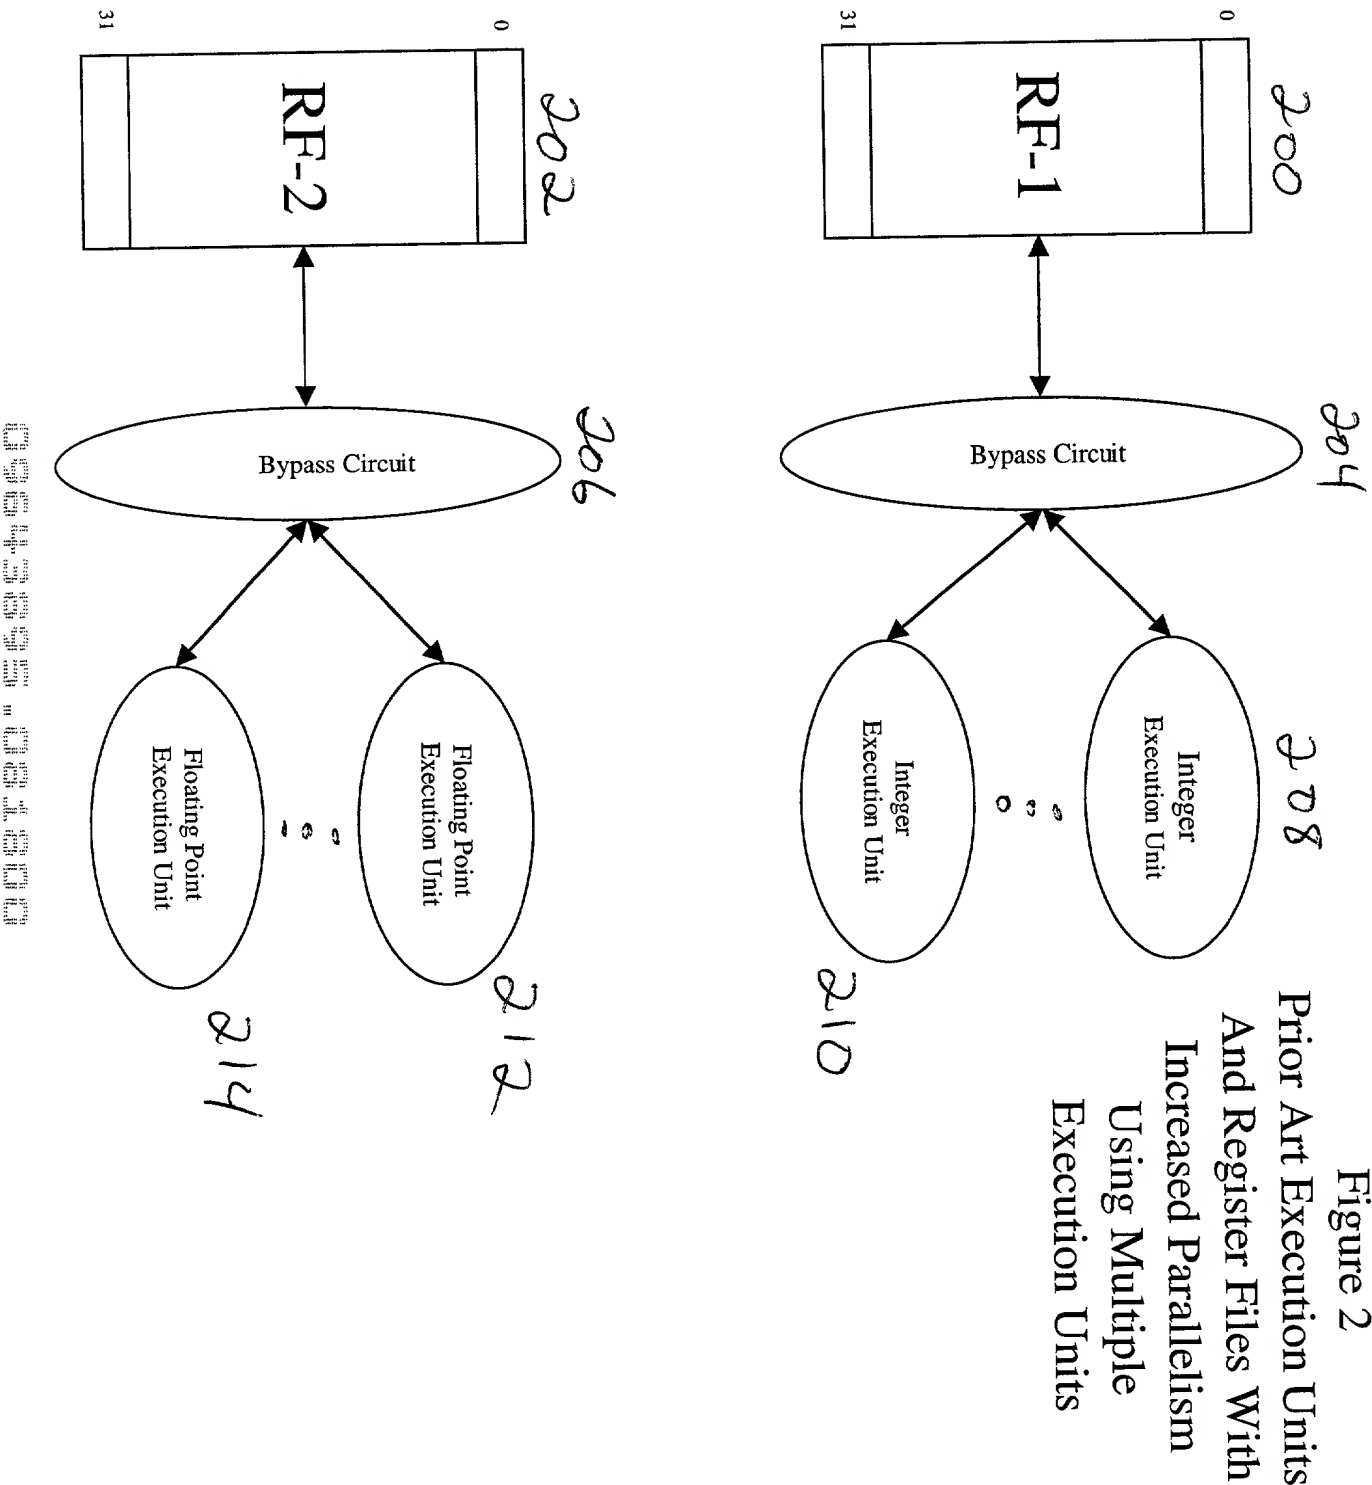 Figure 2
Prior Art Execution Units
And Register Files With
Increased Parallelism
Using Multiple
Execution Units
200
0
RF-1
31
204
Bypass Circuit
208
Integer
Execution Unit
Integer
Execution Unit
210
202
0
RF-2
31
206
Bypass Circuit
Floating Point
Execution Unit
212
Floating Point
Execution Unit
214